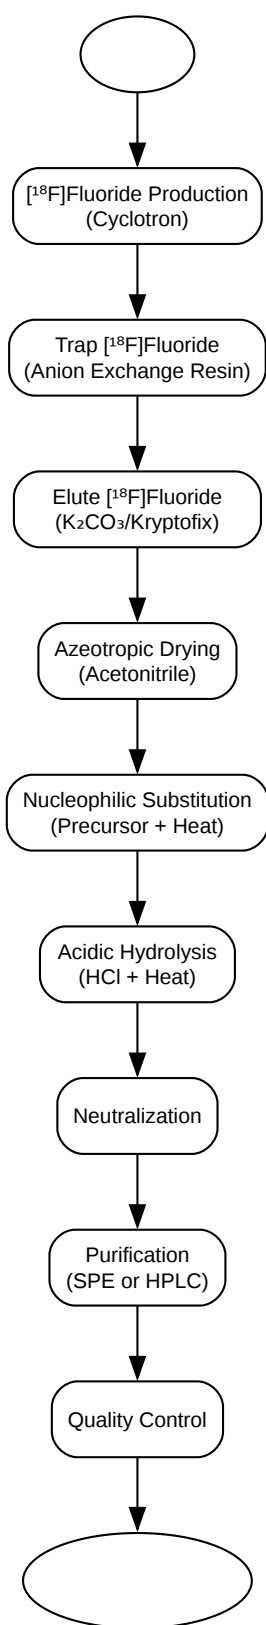 [¹⁸F]Fluoride Production
(Cyclotron)
Trap [¹⁸F]Fluoride
(Anion Exchange Resin)
Elute [¹⁸F]Fluoride
(K₂CO₃/Kryptofix)
Azeotropic Drying
(Acetonitrile)
Nucleophilic Substitution
(Precursor + Heat)
Acidic Hydrolysis
(HCl + Heat)
Neutralization
Purification
(SPE or HPLC)
Quality Control